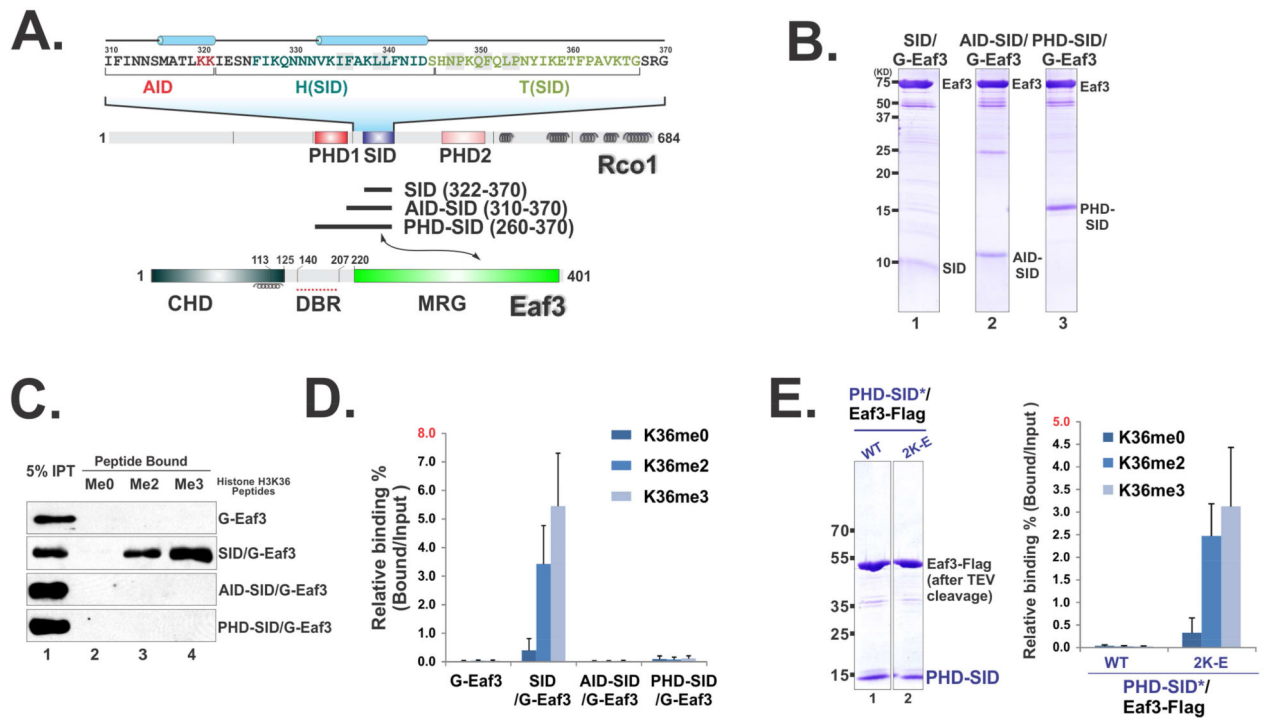 A.
310 320 330 340 350 360 370
IFINNSMATLKKIESNFIKQNNNVKIFAKLLFNIDSHNPKQFQLPNYIKETFPAVKTGSRG
AID H(SID) T(SID)
1 684
PHD1 SID PHD2 Rco1
SID (322-370)
AID-SID (310-370)
PHD-SID (260-370)
113 125 140 207 220
1 401
CHD DBR MRG Eaf3
B.
SID/ AID-SID/ PHD-SID/
G-Eaf3 G-Eaf3 G-Eaf3
(KD)
75 Eaf3 Eaf3 Eaf3
50
37
25
20
15 PHD-SID
10 SID AID-SID
1 2 3
C.
5% IPT Peptide Bound
Me0 Me2 Me3 Histone H3K36 Peptides
G-Eaf3
SID/G-Eaf3
AID-SID/G-Eaf3
PHD-SID/G-Eaf3
1 2 3 4
D.
Relative binding %
(Bound/Input )
8.0
7.0
6.0
5.0
4.0
3.0
2.0
1.0
0.0
K36me0
K36me2
K36me3
G-Eaf3 SID AID-SID PHD-SID
/G-Eaf3 /G-Eaf3 /G-Eaf3
E.
PHD-SID*/
Eaf3-Flag
WT 2K-E
70
55 Eaf3-Flag
(after TEV
cleavage)
35
25
15 PHD-SID
1 2
Relative binding % (Bound/Input )
5.0
4.5
4.0
3.5
3.0
2.5
2.0
1.5
1.0
0.5
0.0
K36me0
K36me2
K36me3
WT 2K-E
PHD-SID*/
Eaf3-Flag